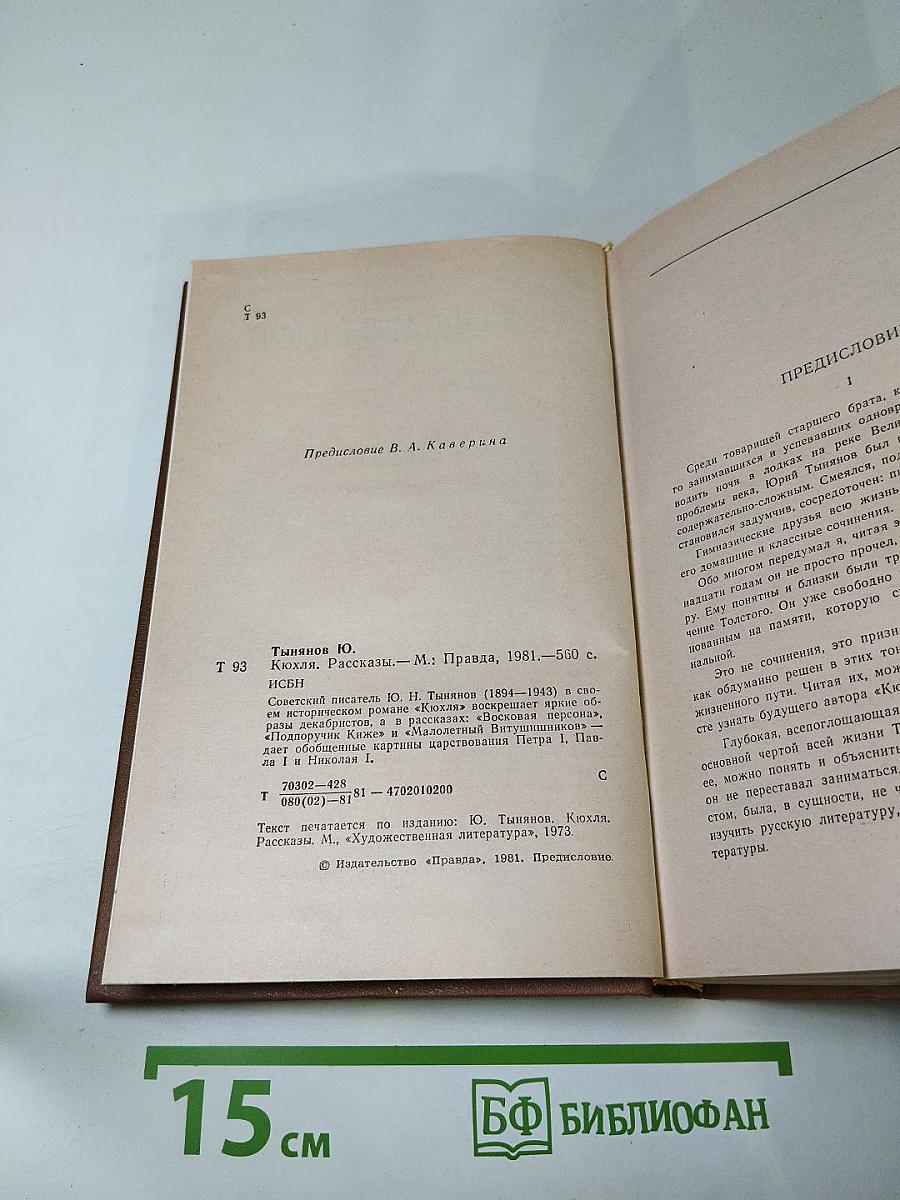 С
Т 93
Предисловие В. А. Каверина
Тынянов Ю.
Т 93 Кюхля. Рассказы.— М.: Правда, 1981.—560 с.
ИСБН
Советский писатель Ю. Н. Тынянов (1894—1943) в сво-
ем историческом романе «Кюхля» воскрешает яркие об-
разы декабристов, а в рассказах: «Восковая персона»,
«Подпоручик Киже» и «Малолетный Витушишников» —
дает обобщенные картины царствования Петра I, Пав-
ла I и Николая I.
Т 70302—428
080(02)—81 81 — 4702010200 С
Текст печатается по изданию: Ю. Тынянов. Кюхля.
Рассказы. М., «Художественная литература», 1973.
© Издательство «Правда», 1981. Предисловие.
ПРЕДИСЛОВИ
I
Среди товарищей старшего брата, к
го занимавшихся и успевавших одновр
водить ночи в лодках на реке Вели
проблемы века, Юрий Тынянов был
содержательно-сложным. Смеялся, под
становился задумчив, сосредоточен:
Гимназические друзья всю жизнь
его домашние и классные сочинения.
Обо многом передумал я, читая э
надцати годам он не просто прочел,
ру. Ему понятны и близки были тр
чение Толстого. Он уже свободно
нованным на памяти, которую с
нальной.
Это не сочинения, это призн
как обдуманно решен в этих тон
жизненного пути. Читая их, мож
сте узнать будущего автора «Кю
Глубокая, всепоглощающая
основной чертой всей жизни Т
ее, можно понять и объяснить
он не переставал заниматься,
стом, была, в сущности, не ч
изучить русскую литературу,
тературы.
15 см
БФ БИБЛИОФАН